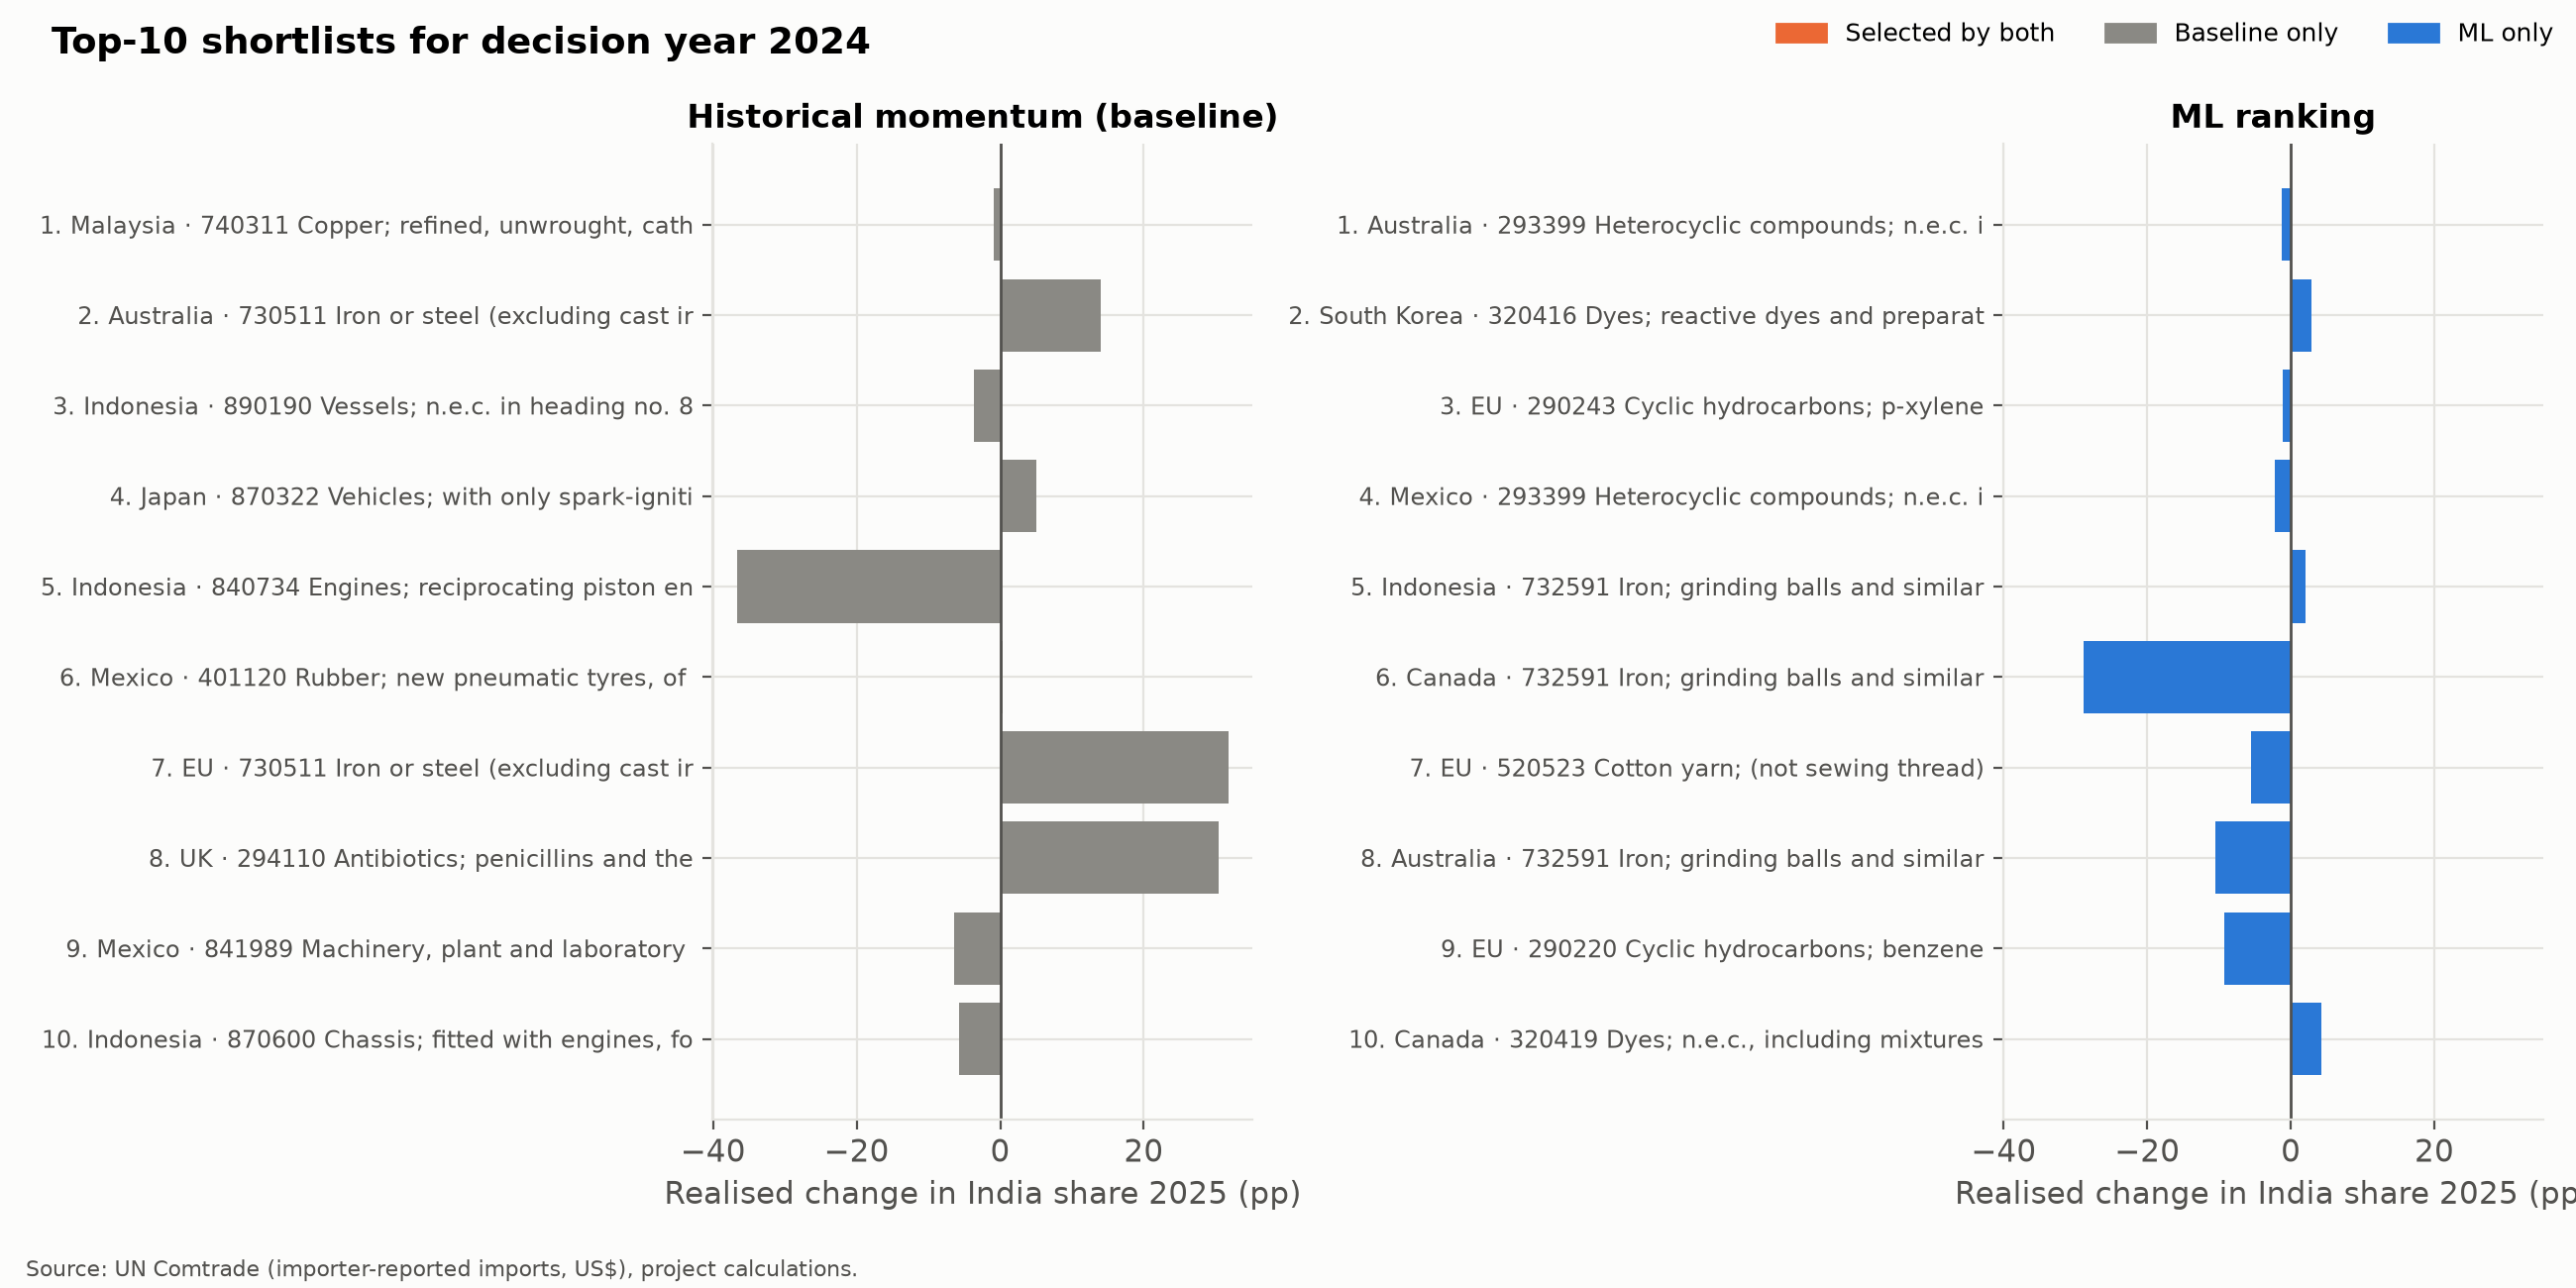 Top-10 shortlists for decision year 2024
Selected by both
Baseline only
ML only
Historical momentum (baseline)
1. Malaysia · 740311 Copper; refined, unwrought, cath
2. Australia · 730511 Iron or steel (excluding cast ir
3. Indonesia · 890190 Vessels; n.e.c. in heading no. 8
4. Japan · 870322 Vehicles; with only spark-igniti
5. Indonesia · 840734 Engines; reciprocating piston en
6. Mexico · 401120 Rubber; new pneumatic tyres, of
7. EU · 730511 Iron or steel (excluding cast ir
8. UK · 294110 Antibiotics; penicillins and the
9. Mexico · 841989 Machinery, plant and laboratory
10. Indonesia · 870600 Chassis; fitted with engines, fo
−40 −20 0 20
Realised change in India share 2025 (pp)
ML ranking
1. Australia · 293399 Heterocyclic compounds; n.e.c. i
2. South Korea · 320416 Dyes; reactive dyes and preparat
3. EU · 290243 Cyclic hydrocarbons; p-xylene
4. Mexico · 293399 Heterocyclic compounds; n.e.c. i
5. Indonesia · 732591 Iron; grinding balls and similar
6. Canada · 732591 Iron; grinding balls and similar
7. EU · 520523 Cotton yarn; (not sewing thread)
8. Australia · 732591 Iron; grinding balls and similar
9. EU · 290220 Cyclic hydrocarbons; benzene
10. Canada · 320419 Dyes; n.e.c., including mixtures
−40 −20 0 20
Realised change in India share 2025 (pp
Source: UN Comtrade (importer-reported imports, US$), project calculations.